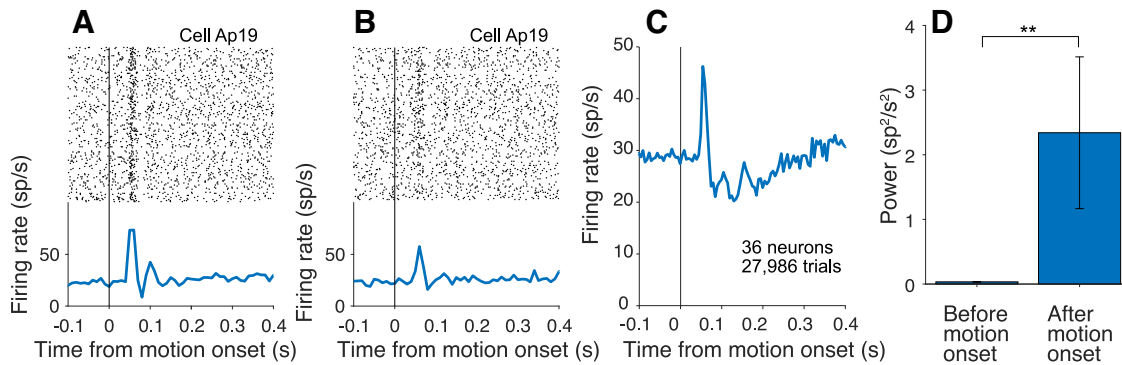 A
Cell Ap19
Firing rate (sp/s)
50
0
-0.1 0 0.1 0.2 0.3 0.4
Time from motion onset (s)
B
Cell Ap19
Firing rate (sp/s)
50
0
-0.1 0 0.1 0.2 0.3 0.4
Time from motion onset (s)
C
Firing rate (sp/s)
50
40
30
20
10
0
36 neurons
27,986 trials
-0.1 0 0.1 0.2 0.3 0.4
Time from motion onset (s)
D
**
Power (sp²/s²)
4
3
2
1
0
Before
motion
onset
After
motion
onset